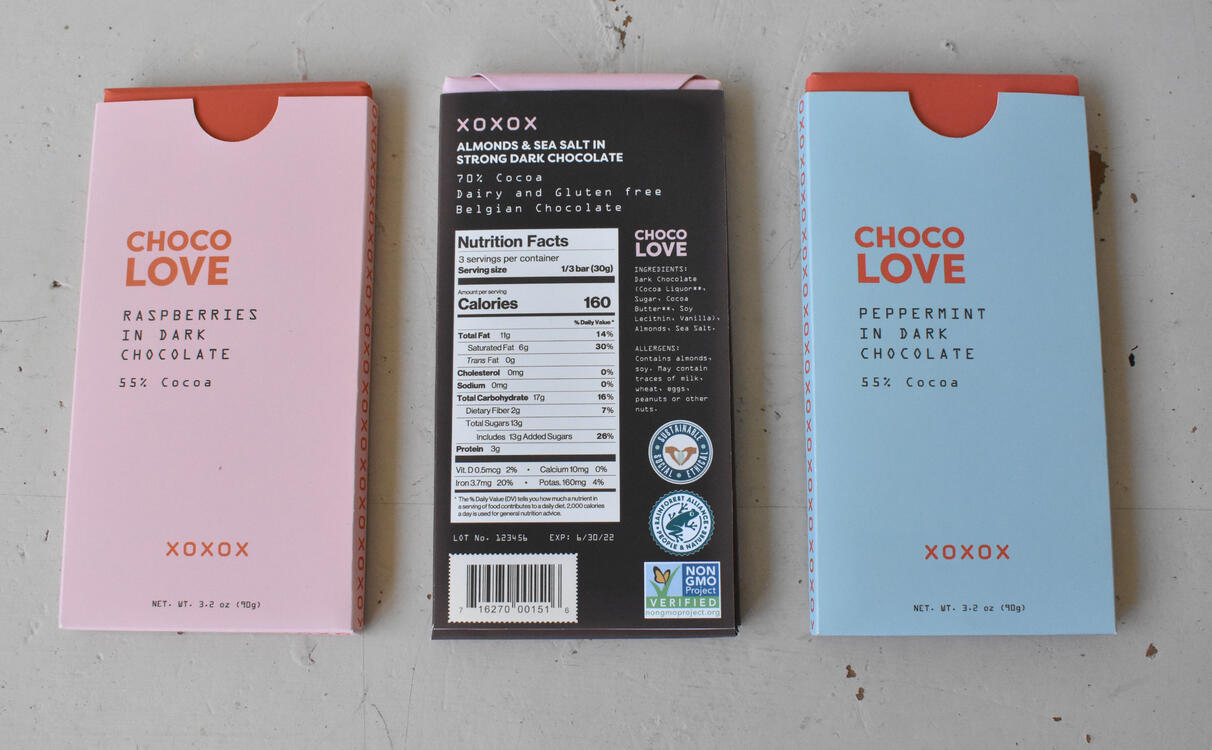 CHOCO
LOVE
RASPBERRIES
IN DARK
CHOCOLATE
55% Cocoa
XOXOX
NET. WT. 3.2 oz (90g)
XOXOX
ALMONDS & SEA SALT IN
STRONG DARK CHOCOLATE
70% Cocoa
Dairy and Gluten free
Belgian Chocolate
Nutrition Facts
3 servings per container
Serving size 1/3 bar (30g)
Amount per serving
Calories 160
% Daily Value*
Total Fat 11g 14%
Saturated Fat 6g 30%
Trans Fat 0g
Cholesterol 0mg 0%
Sodium 0mg 0%
Total Carbohydrate 17g 16%
Dietary Fiber 2g 7%
Total Sugars 13g
Includes 13g Added Sugars 26%
Protein 3g
Vit. D 0.5mcg 2% • Calcium 10mg 0%
Iron 3.7mg 20% • Potas. 160mg 4%
* The % Daily Value (DV) tells you how much a nutrient in
a serving of food contributes to a daily diet. 2,000 calories
a day is used for general nutrition advice.
LOT No. 123456 EXP: 6/30/22
7 16270 00151 6
CHOCO
LOVE
INGREDIENTS:
Dark Chocolate
(Cocoa Liquor**,
Sugar, Cocoa
Butter**, Soy
Lecithin, Vanilla),
Almonds, Sea Salt.
ALLERGENS:
Contains almonds,
soy. May contain
traces of milk,
wheat, eggs,
peanuts or other
nuts.
SUSTAINABLE
SOCIAL • ETHICAL
RAINFOREST ALLIANCE
PEOPLE & NATURE
NON
GMO
Project
VERIFIED
nongmoproject.org
CHOCO
LOVE
PEPPERMINT
IN DARK
CHOCOLATE
55% Cocoa
XOXOX
NET. WT. 3.2 oz (90g)